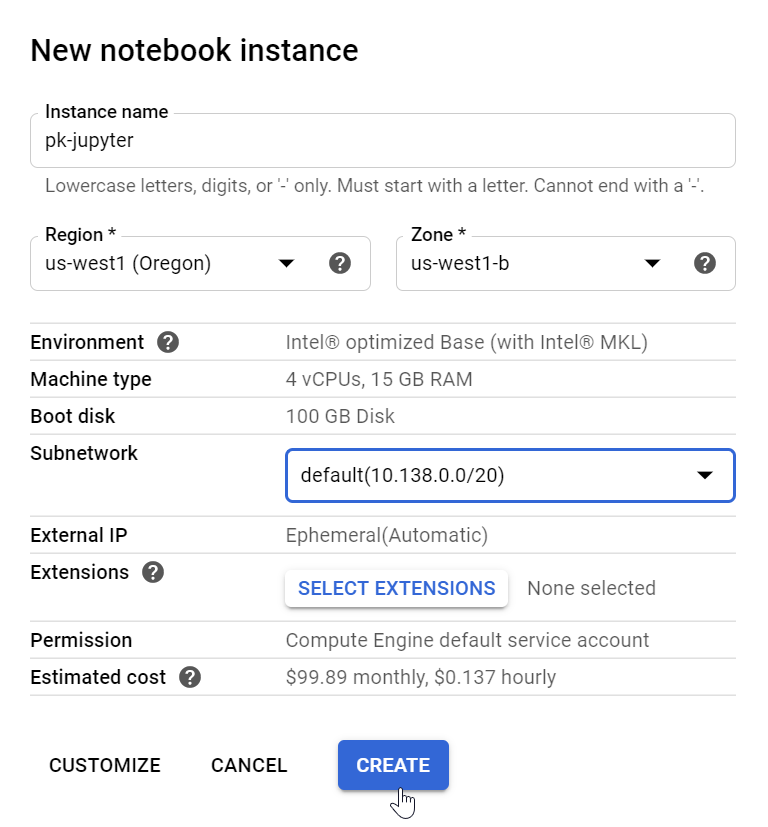 New notebook instance
Instance name
pk-jupyter
Lowercase letters, digits, or '-' only. Must start with a letter. Cannot end with a '-'.
Region * Zone *
us-west1 (Oregon) ? us-west1-b ?
Environment ? Intel® optimized Base (with Intel® MKL)
Machine type 4 vCPUs, 15 GB RAM
Boot disk 100 GB Disk
Subnetwork
default(10.138.0.0/20)
External IP Ephemeral(Automatic)
Extensions ?
SELECT EXTENSIONS None selected
Permission Compute Engine default service account
Estimated cost ? $99.89 monthly, $0.137 hourly
CUSTOMIZE CANCEL CREATE